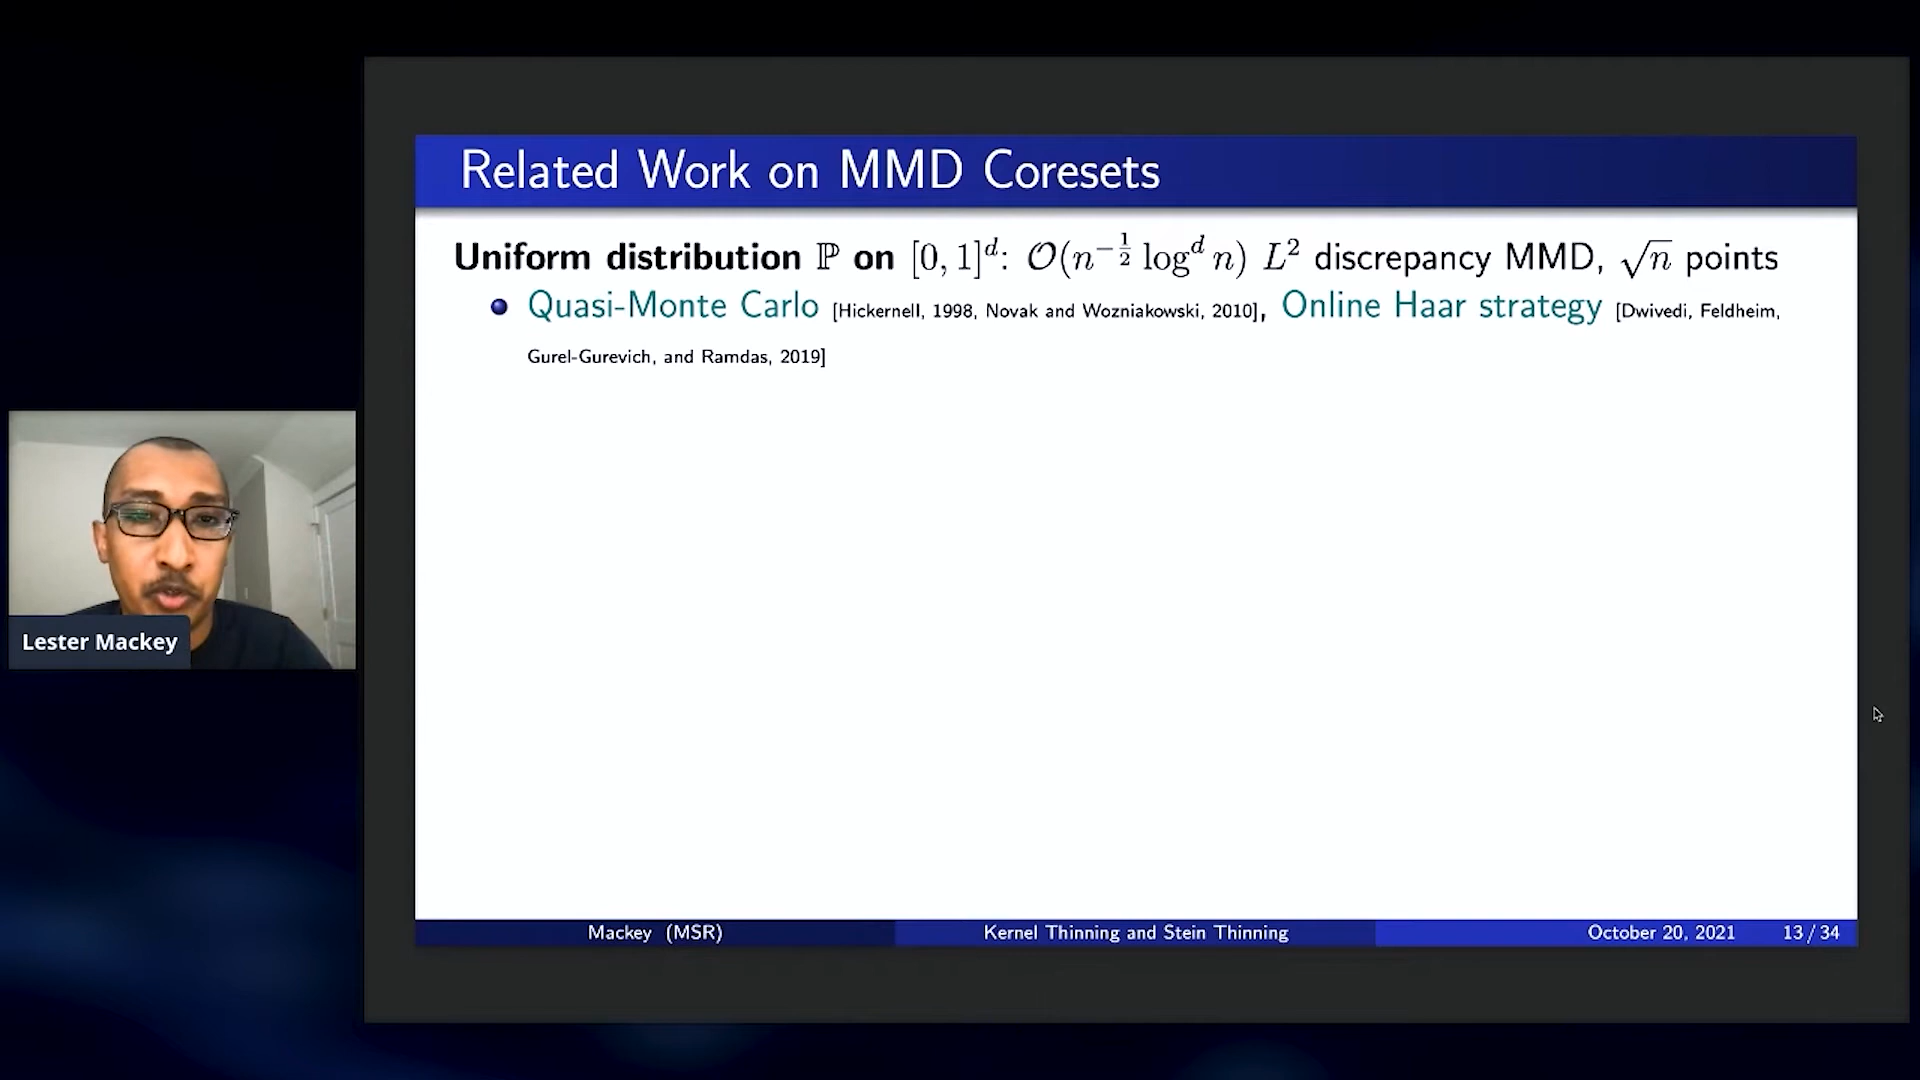 Related Work on MMD Coresets
Uniform distribution ℙ on [0, 1]^d: 𝒪(n^{-1/2} log^d n) L^2 discrepancy MMD, √n points
Quasi-Monte Carlo [Hickernell, 1998, Novak and Wozniakowski, 2010], Online Haar strategy [Dwivedi, Feldheim,
Gurel-Gurevich, and Ramdas, 2019]
Lester Mackey
Mackey (MSR)
Kernel Thinning and Stein Thinning
October 20, 2021
13 / 34